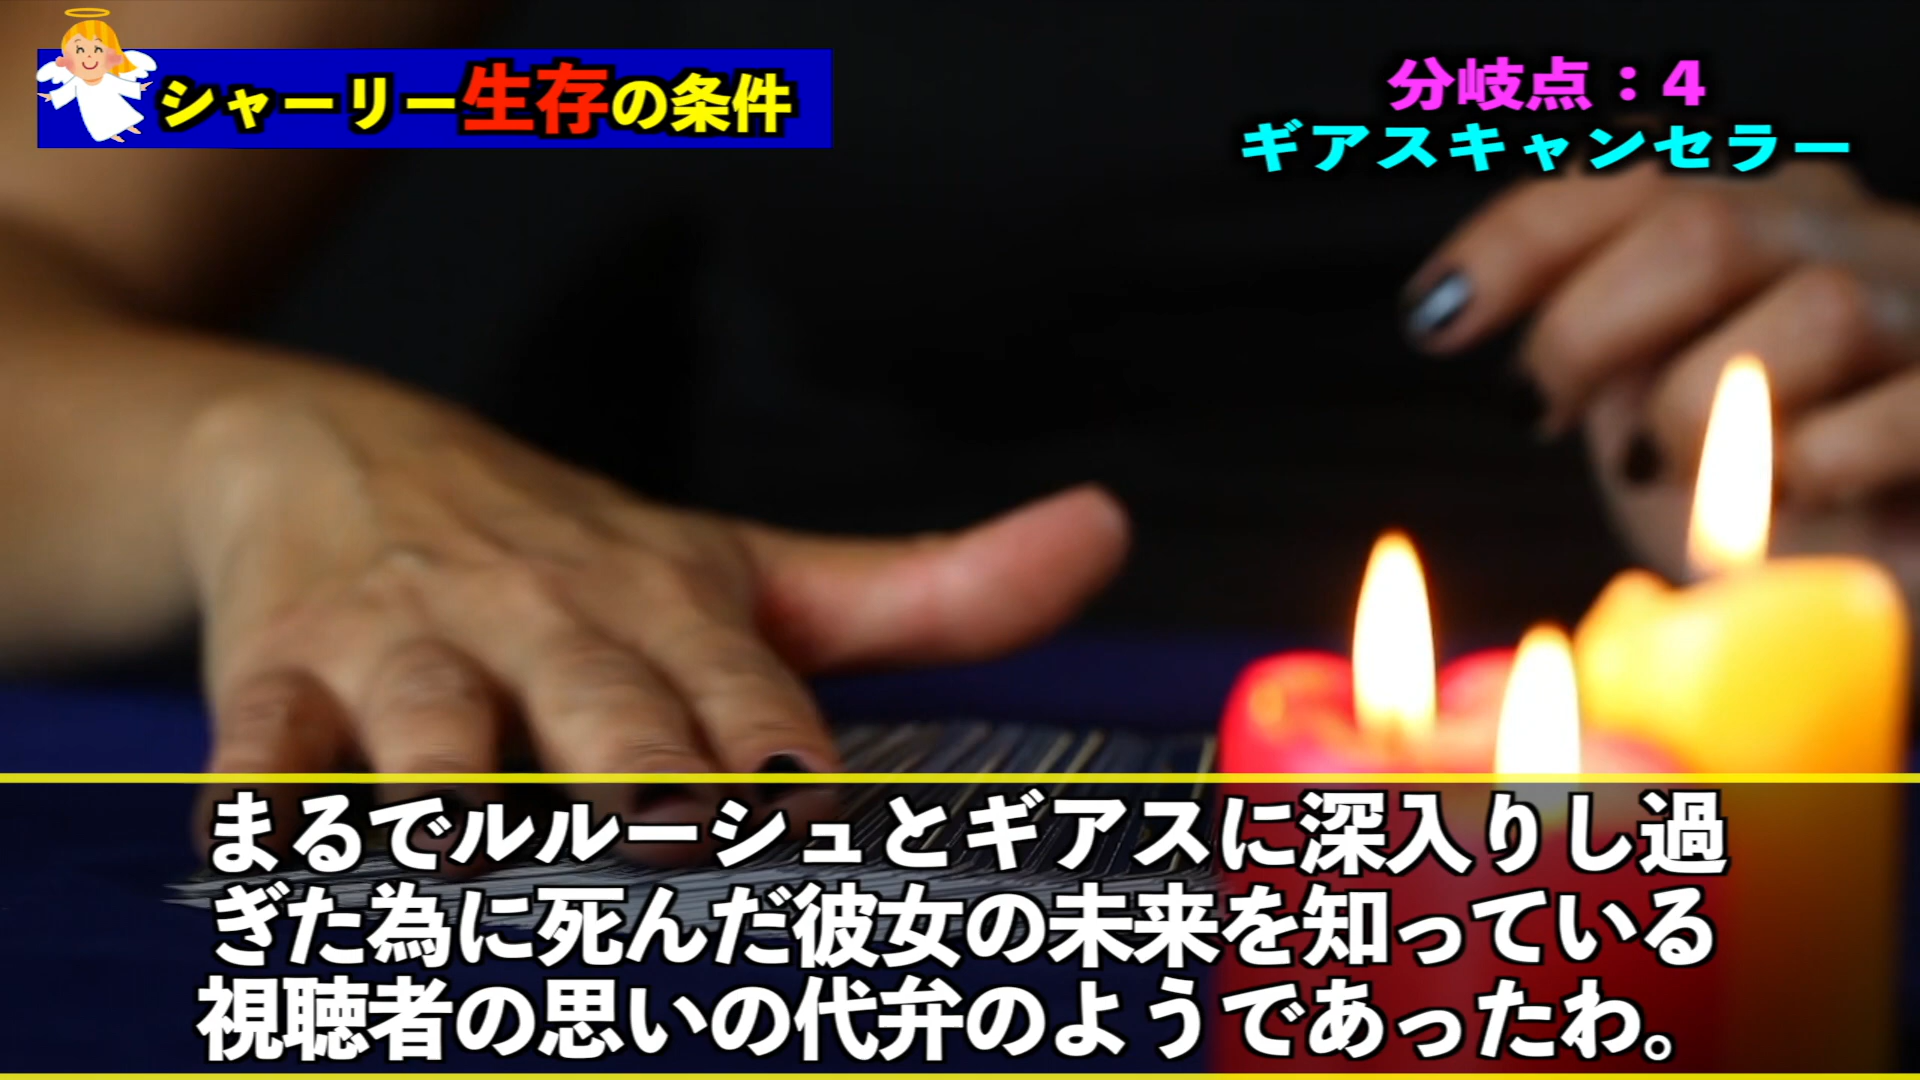 シャーリー生存の条件
分岐点：4
ギアスキャンセラー
まるでルルーシュとギアスに深入りし過
ぎた為に死んだ彼女の未来を知っている
視聴者の思いの代弁のようであったわ。